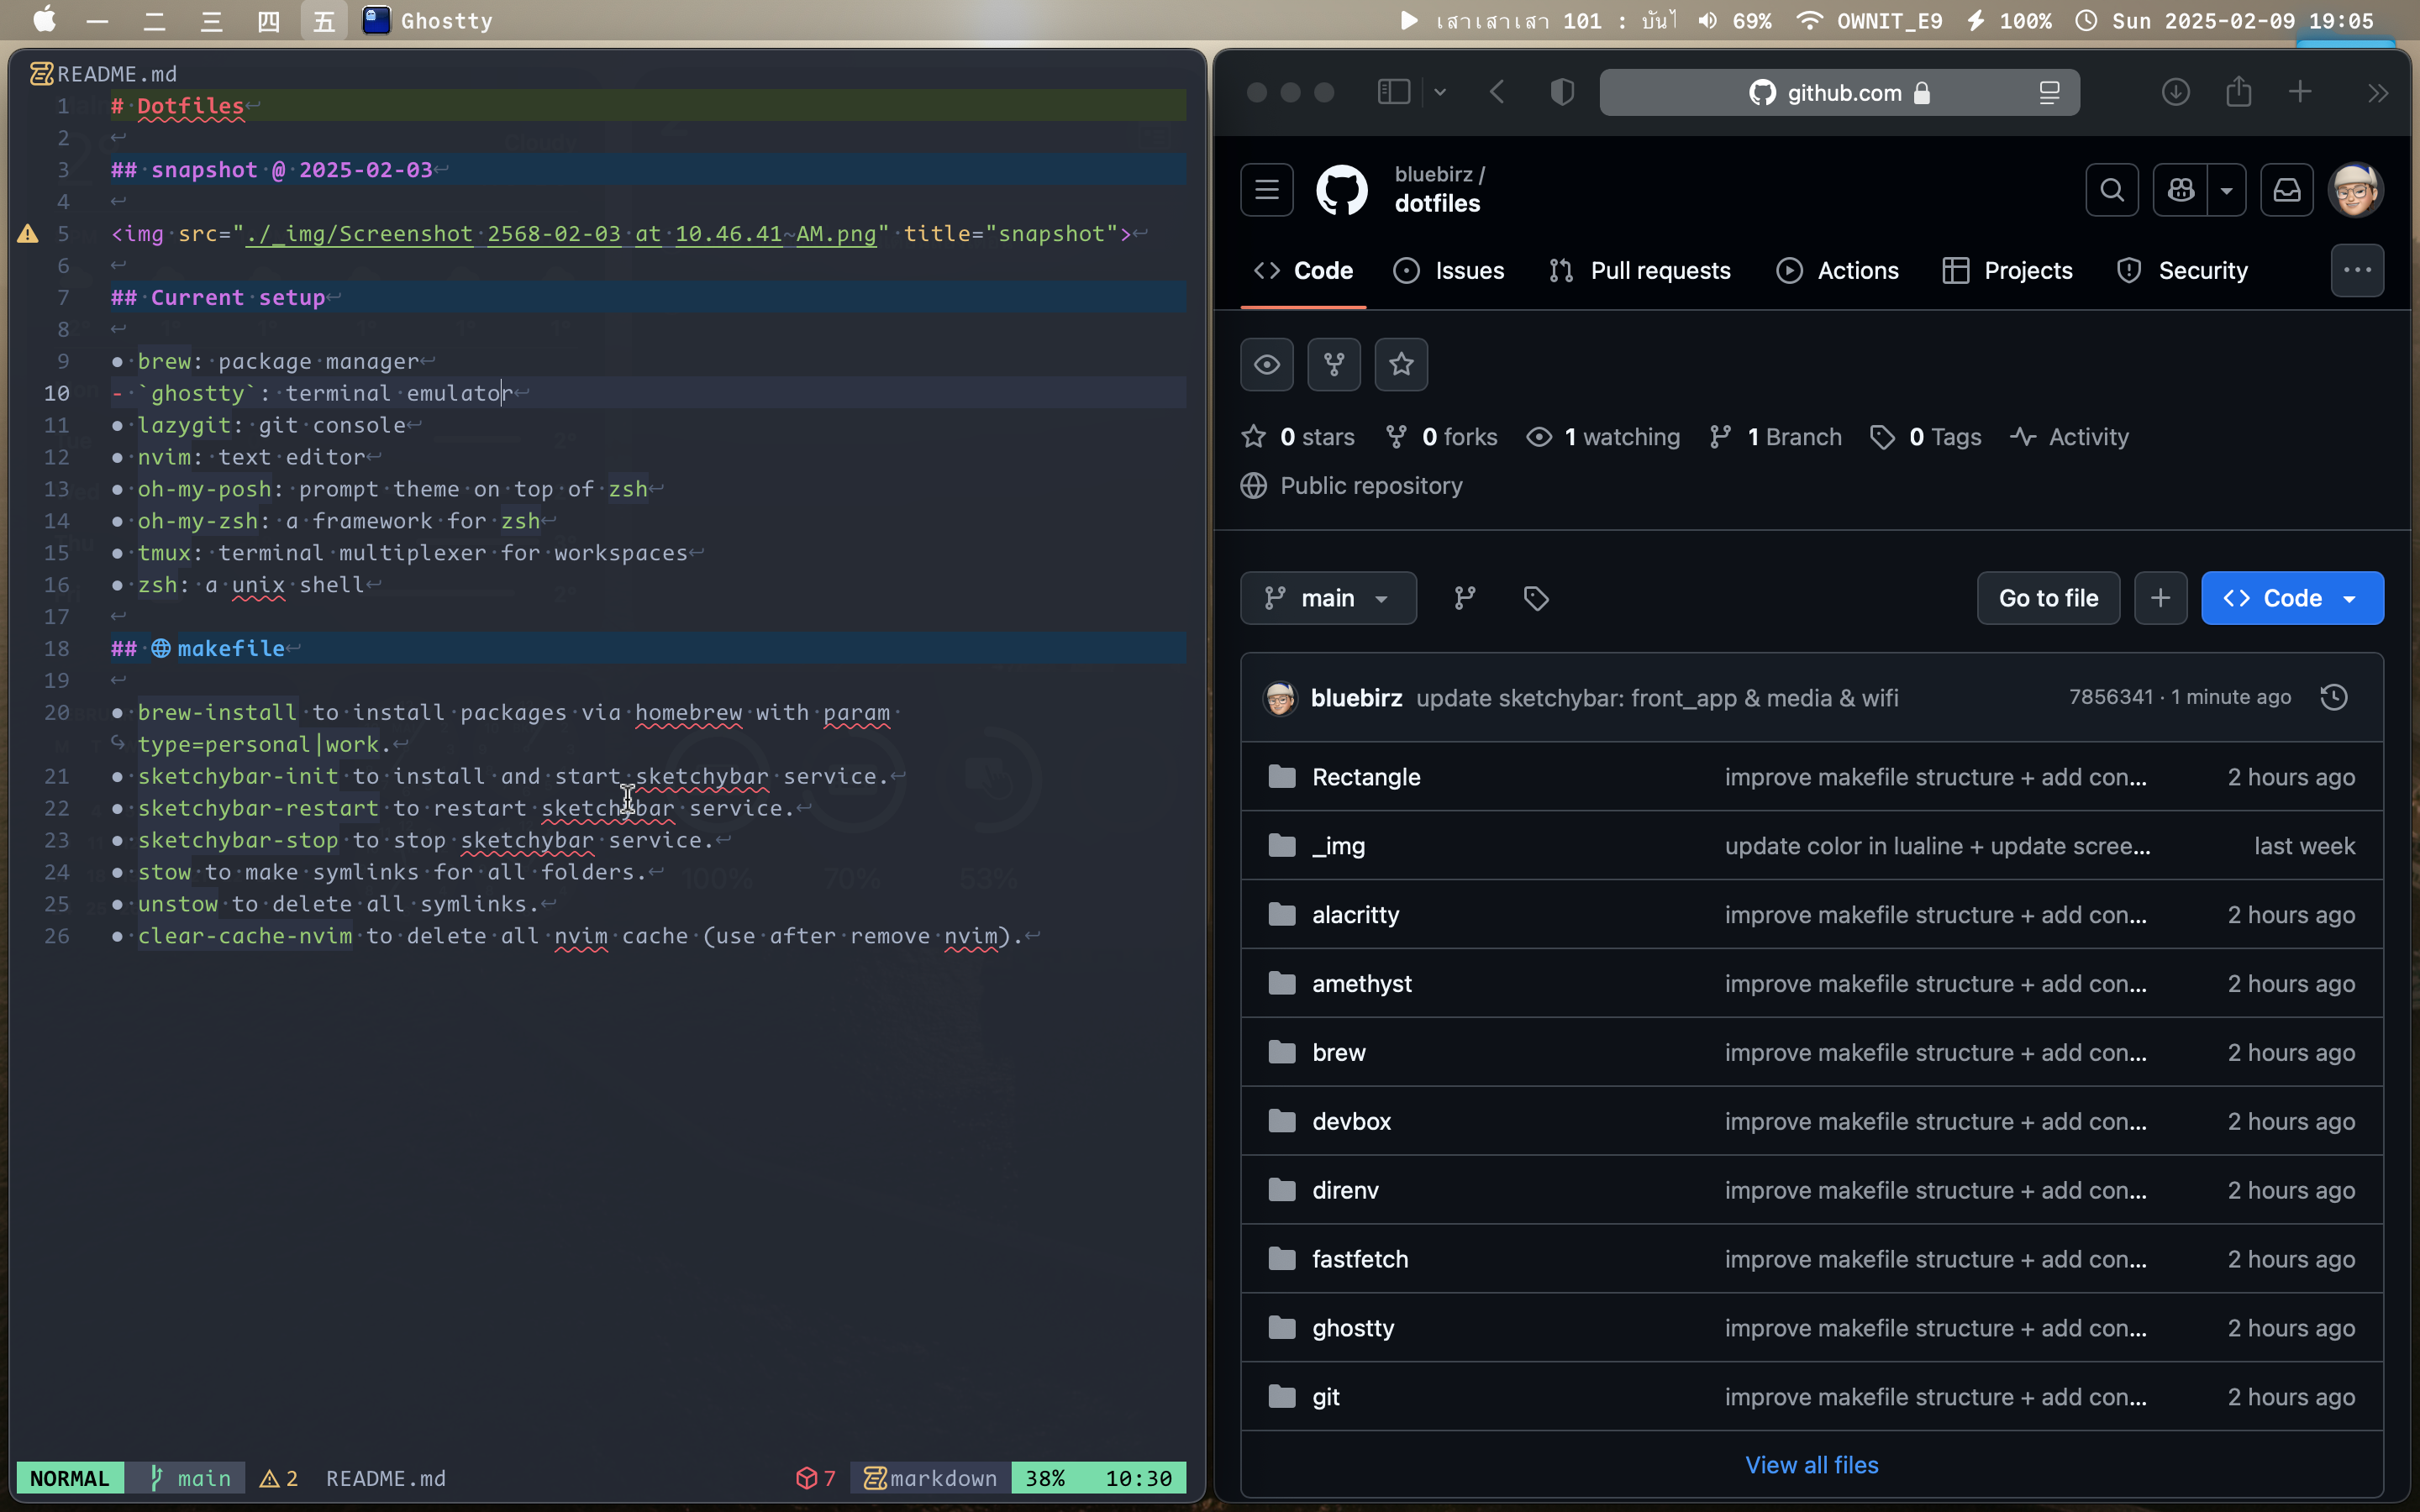 一 二 三 四 五 Ghostty
เสาเสาเสา 101 : 69% OWNIT_E9 100% Sun 2025-02-09 19:05
README.md
1 # Dotfiles
2
3 ## snapshot @ 2025-02-03
4
5 <img src="./_img/Screenshot 2568-02-03 at 10.46.41~AM.png" title="snapshot">
6
7 ## Current setup
8
9 ● brew: package manager
10 - `ghostty`: terminal emulator
11 ● lazygit: git console
12 ● nvim: text editor
13 ● oh-my-posh: prompt theme on top of zsh
14 ● oh-my-zsh: a framework for zsh
15 ● tmux: terminal multiplexer for workspaces
16 ● zsh: a unix shell
17
18 ## makefile
19
20 ● brew-install to install packages via homebrew with param
type=personal|work.
21 ● sketchybar-init to install and start sketchybar service.
22 ● sketchybar-restart to restart sketchybar service.
23 ● sketchybar-stop to stop sketchybar service.
24 ● stow to make symlinks for all folders.
25 ● unstow to delete all symlinks.
26 ● clear-cache-nvim to delete all nvim cache (use after remove nvim).
NORMAL main 2 README.md 7 markdown 38% 10:30
github.com
bluebirz /
dotfiles
Code Issues Pull requests Actions Projects Security
0 stars 0 forks 1 watching 1 Branch 0 Tags Activity
Public repository
main Go to file Code
bluebirz update sketchybar: front_app & media & wifi 7856341 · 1 minute ago
Rectangle improve makefile structure + add con... 2 hours ago
_img update color in lualine + update scree... last week
alacritty improve makefile structure + add con... 2 hours ago
amethyst improve makefile structure + add con... 2 hours ago
brew improve makefile structure + add con... 2 hours ago
devbox improve makefile structure + add con... 2 hours ago
direnv improve makefile structure + add con... 2 hours ago
fastfetch improve makefile structure + add con... 2 hours ago
ghostty improve makefile structure + add con... 2 hours ago
git improve makefile structure + add con... 2 hours ago
View all files